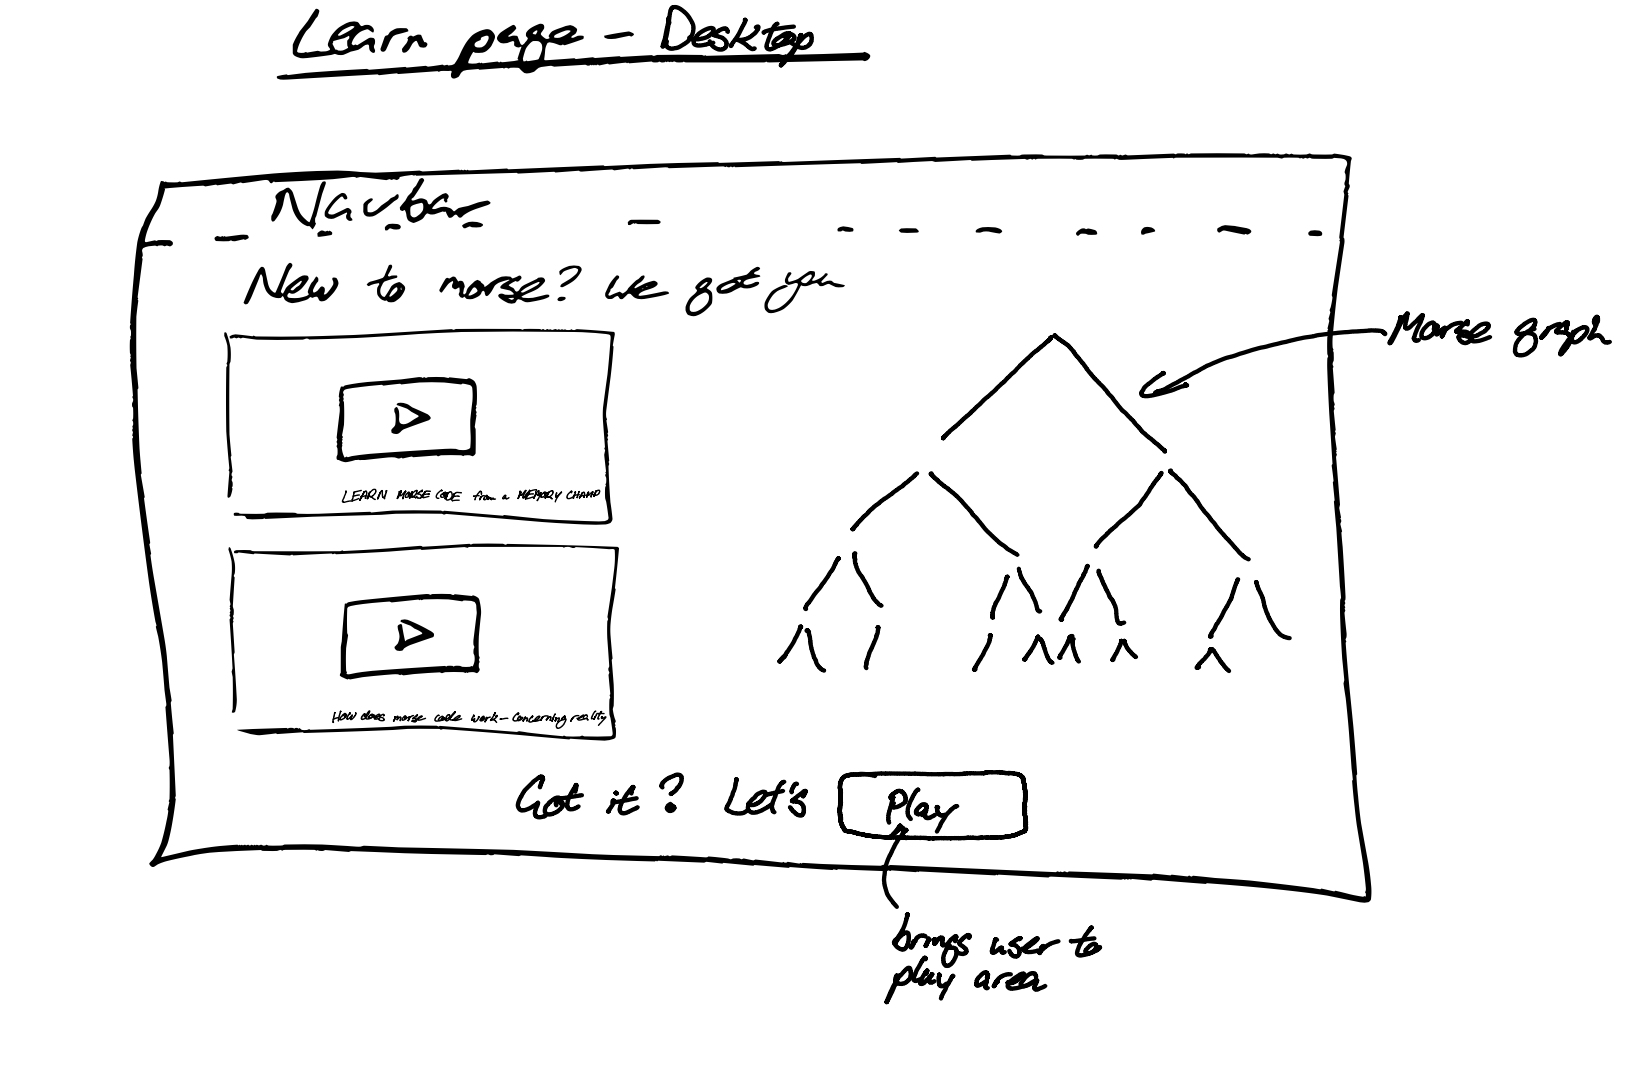 Learn page - Desktop
Navbar
New to morse? We got you
Morse graph
LEARN MORSE CODE from a MEMORY CHAMP
How does morse code work - Concerning reality
Got it? Let's Play
brings user to
play area